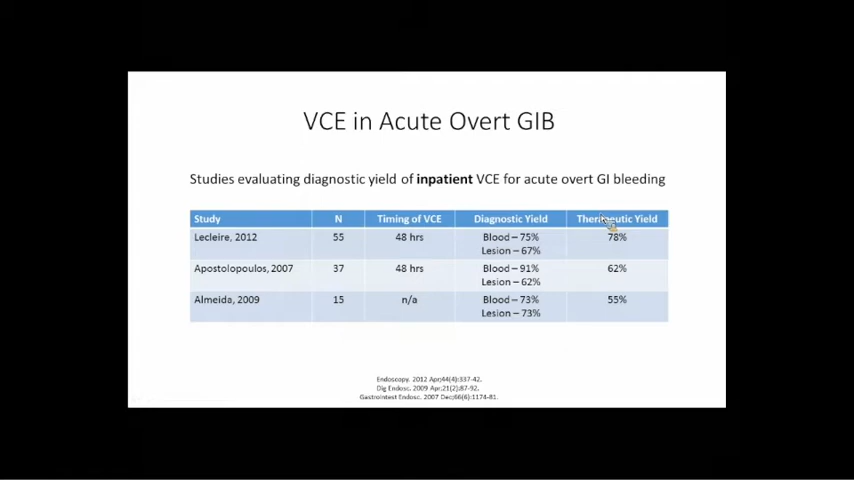 VCE in Acute Overt GIB
Studies evaluating diagnostic yield of inpatient VCE for acute overt GI bleeding
Study N Timing of VCE Diagnostic Yield Therapeutic Yield
Lecleire, 2012 55 48 hrs Blood – 75% 78%
Lesion – 67%
Apostolopoulos, 2007 37 48 hrs Blood – 91% 62%
Lesion – 62%
Almeida, 2009 15 n/a Blood – 73% 55%
Lesion – 73%
Endoscopy. 2012 Apr;44(4):337-42.
Dig Endosc. 2009 Apr;21(2):87-92.
Gastrointest Endosc. 2007 Dec;66(6):1174-81.